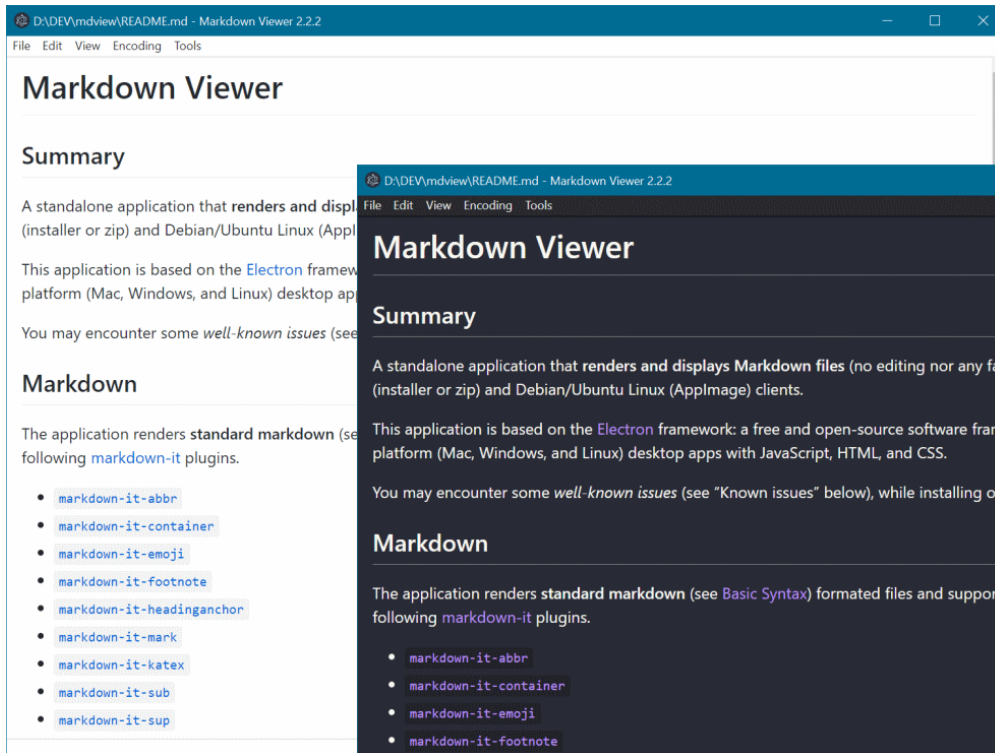 D:\DEV\mdview\README.md - Markdown Viewer 2.2.2
File Edit View Encoding Tools
Markdown Viewer
Summary
A standalone application that renders and displ
(installer or zip) and Debian/Ubuntu Linux (AppI
This application is based on the Electron framew
platform (Mac, Windows, and Linux) desktop ap
You may encounter some well-known issues (see
Markdown
The application renders standard markdown (se
following markdown-it plugins.
• markdown-it-abbr
• markdown-it-container
• markdown-it-emoji
• markdown-it-footnote
• markdown-it-headinganchor
• markdown-it-mark
• markdown-it-katex
• markdown-it-sub
• markdown-it-sup
D:\DEV\mdview\README.md - Markdown Viewer 2.2.2
File Edit View Encoding Tools
Markdown Viewer
Summary
A standalone application that renders and displays Markdown files (no editing nor any fa
(installer or zip) and Debian/Ubuntu Linux (AppImage) clients.
This application is based on the Electron framework: a free and open-source software fra
platform (Mac, Windows, and Linux) desktop apps with JavaScript, HTML, and CSS.
You may encounter some well-known issues (see “Known issues” below), while installing o
Markdown
The application renders standard markdown (see Basic Syntax) formated files and suppor
following markdown-it plugins.
• markdown-it-abbr
• markdown-it-container
• markdown-it-emoji
• markdown-it-footnote